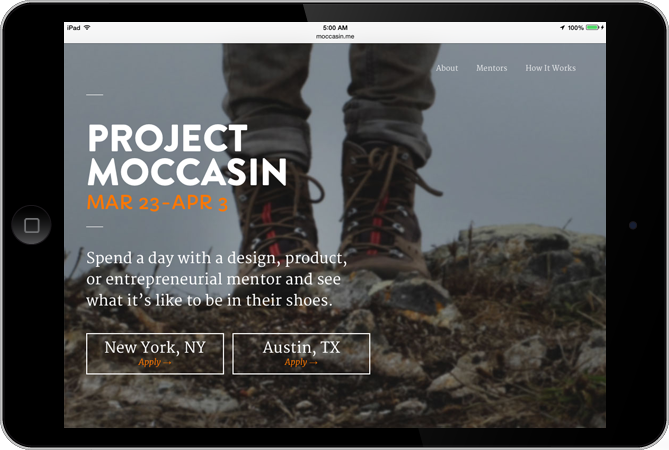 iPad 5:00 AM 100%
moccasin.me
About Mentors How It Works
PROJECT
MOCCASIN
MAR 23-APR 3
Spend a day with a design, product,
or entrepreneurial mentor and see
what it’s like to be in their shoes.
New York, NY Austin, TX
Apply → Apply →